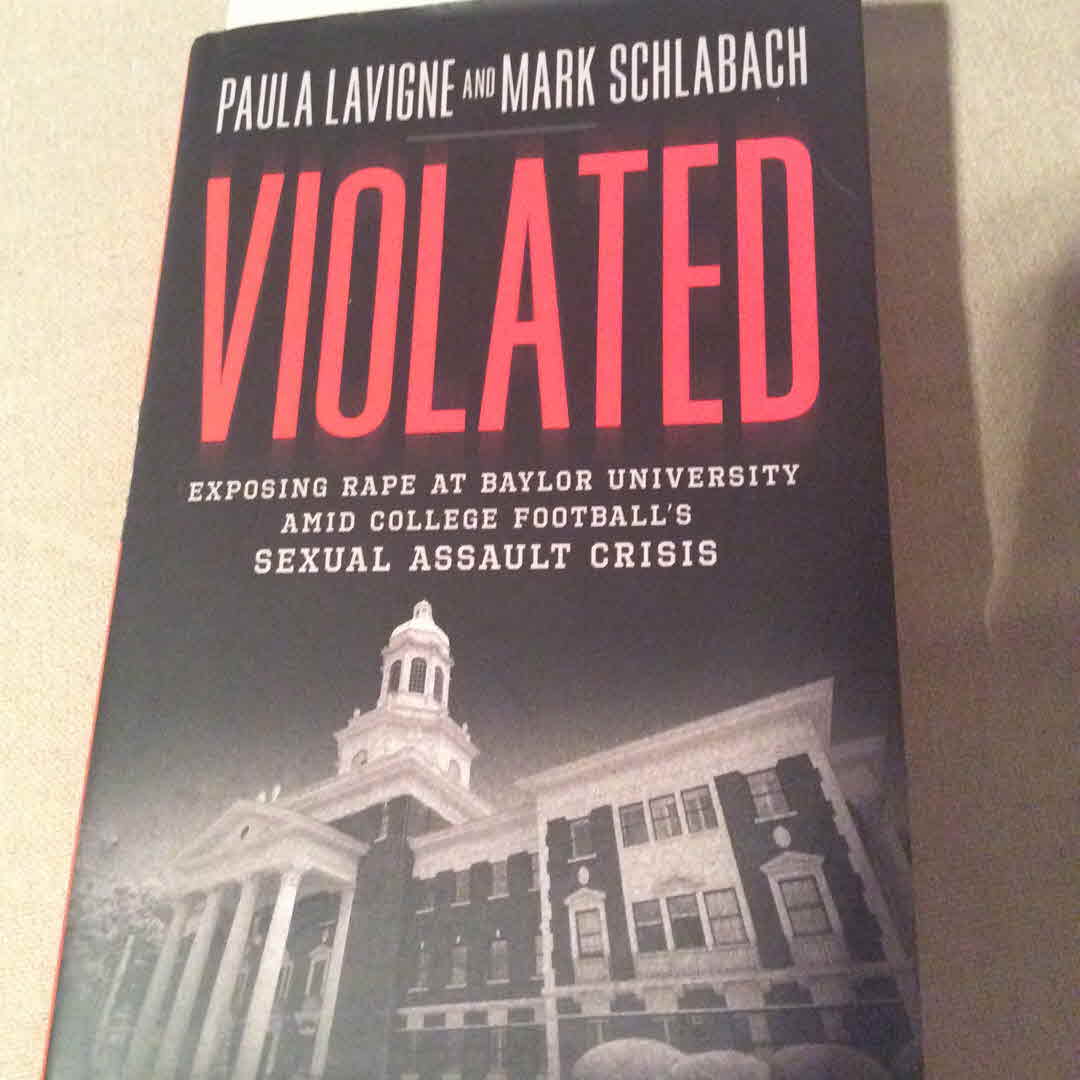 PAULA LAVIGNE AND MARK SCHLABACH
VIOLATED
EXPOSING RAPE AT BAYLOR UNIVERSITY
AMID COLLEGE FOOTBALL'S
SEXUAL ASSAULT CRISIS